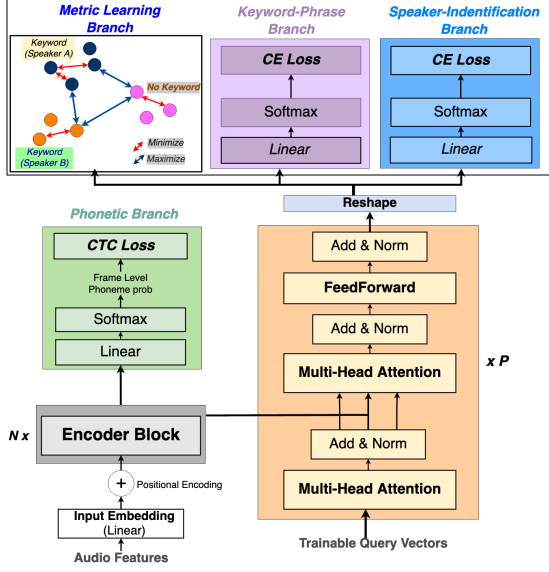 Metric Learning
Branch
Keyword-Phrase
Branch
Speaker-Indentification
Branch
Keyword
(Speaker A)
No Keyword
Keyword
(Speaker B)
Minimize
Maximize
CE Loss
Softmax
Linear
CE Loss
Softmax
Linear
Reshape
Phonetic Branch
CTC Loss
Frame Level
Phoneme prob
Softmax
Linear
Add & Norm
FeedForward
Add & Norm
Multi-Head Attention
x P
Add & Norm
Multi-Head Attention
Trainable Query Vectors
N x
Encoder Block
+
Positional Encoding
Input Embedding
(Linear)
Audio Features